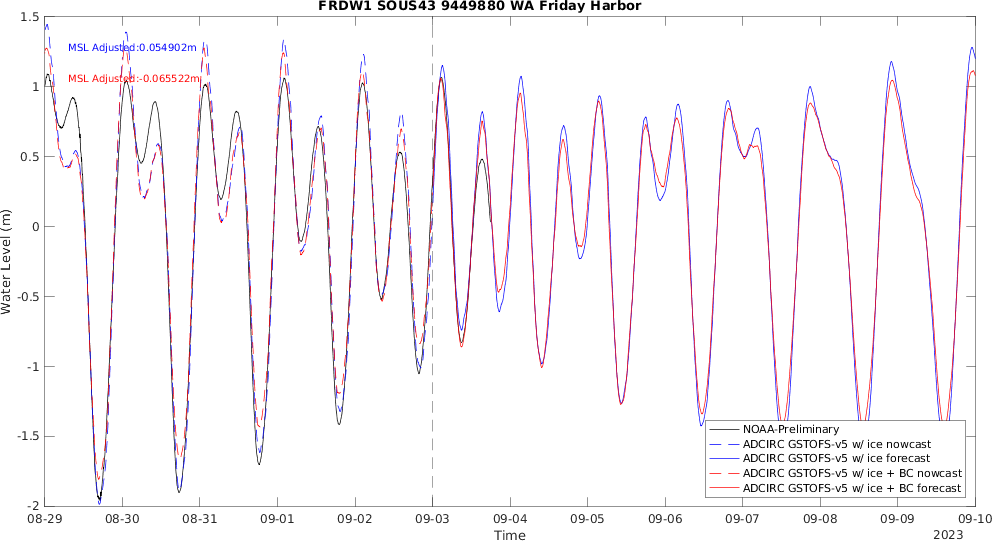 FRDW1 SOUS43 9449880 WA Friday Harbor
MSL Adjusted:0.054902m
MSL Adjusted:-0.065522m
Water Level (m)
1.5
1
0.5
0
-0.5
-1
-1.5
-2
NOAA-Preliminary
ADCIRC GSTOFS-v5 w/ ice nowcast
ADCIRC GSTOFS-v5 w/ ice forecast
ADCIRC GSTOFS-v5 w/ ice + BC nowcast
ADCIRC GSTOFS-v5 w/ ice + BC forecast
08-29 08-30 08-31 09-01 09-02 09-03 09-04 09-05 09-06 09-07 09-08 09-09 09-10
Time
2023